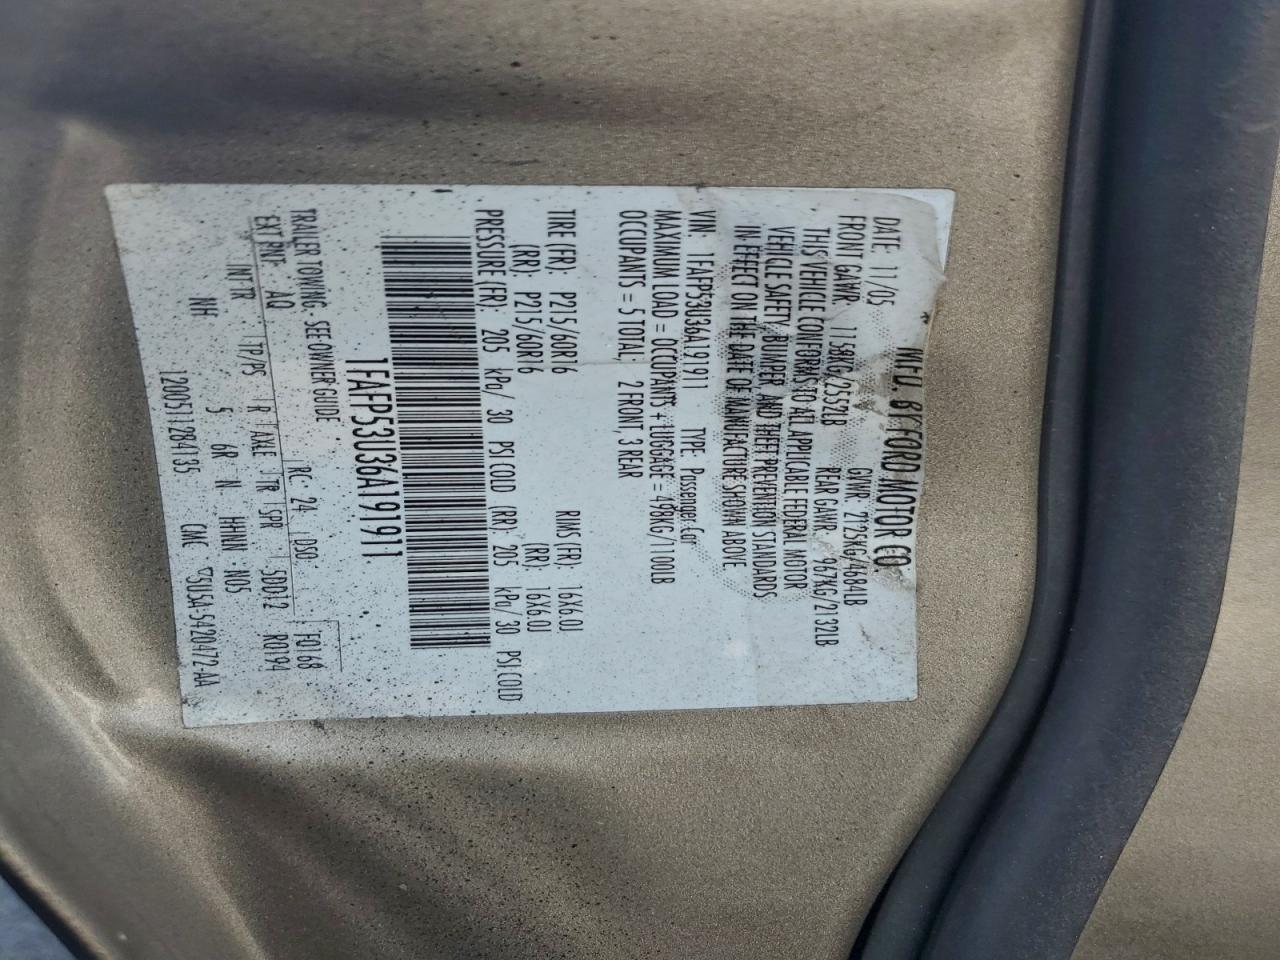 MFD. BY FORD MOTOR CO.
DATE: 11/05 GVWR: 2125KG/4684LB
FRONT GAWR: 1158KG/2552LB REAR GAWR: 967KG/2132LB
THIS VEHICLE CONFORMS TO ALL APPLICABLE FEDERAL MOTOR
VEHICLE SAFETY, BUMPER, AND THEFT PREVENTION STANDARDS
IN EFFECT ON THE DATE OF MANUFACTURE SHOWN ABOVE
VIN: 1FAFP53U36A191911 TYPE: Passenger Car
MAXIMUM LOAD = OCCUPANTS + LUGGAGE = 498KG/1100LB
OCCUPANTS = 5 TOTAL: 2 FRONT, 3 REAR
TIRE (FR): P215/60R16 RIMS (FR): 16X6.0J
(RR): P215/60R16 (RR): 16X6.0J
PRESSURE (FR): 205 kPa/ 30 PSI COLD (RR): 205 kPa/ 30 PSI COLD
1FAFP53U36A191911
TRAILER TOWING - SEE OWNER GUIDE
RC: 24 DSO: F0168
EXT PNT: AQ R0194
INT TR TP/PS R AXLE TR SPR 5D0J2
NH 5 6R N HHNN N05
1200511284135 CMC 5U5A-5420472-AA